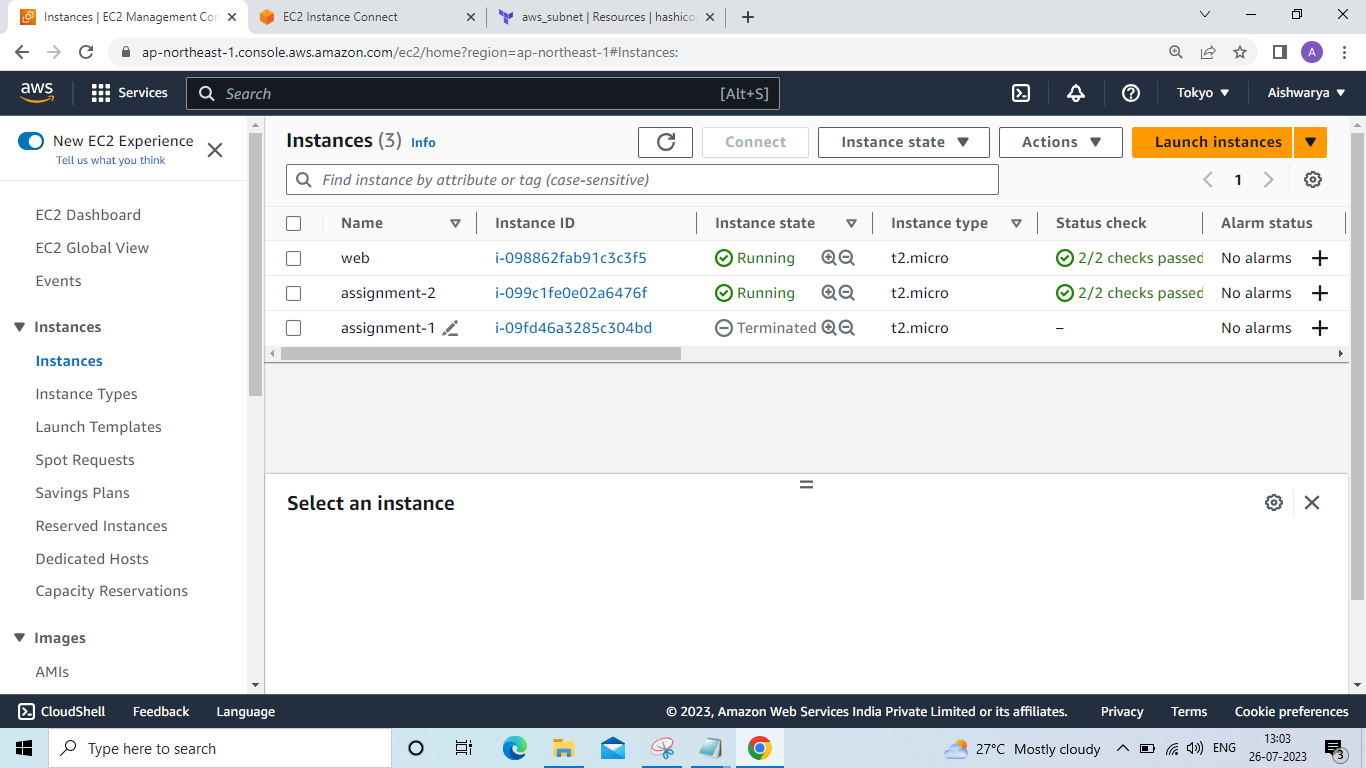 Instances | EC2 Management Con
EC2 Instance Connect
aws_subnet | Resources | hashico
ap-northeast-1.console.aws.amazon.com/ec2/home?region=ap-northeast-1#Instances:
A
aws
Services
Search
[Alt+S]
Tokyo
Aishwarya
New EC2 Experience
Tell us what you think
EC2 Dashboard
EC2 Global View
Events
Instances
Instances
Instance Types
Launch Templates
Spot Requests
Savings Plans
Reserved Instances
Dedicated Hosts
Capacity Reservations
Images
AMIs
Instances (3) Info
Connect
Instance state
Actions
Launch instances
Find instance by attribute or tag (case-sensitive)
1
Name Instance ID Instance state Instance type Status check Alarm status
web i-098862fab91c3c3f5 Running t2.micro 2/2 checks passed No alarms
assignment-2 i-099c1fe0e02a6476f Running t2.micro 2/2 checks passed No alarms
assignment-1 i-09fd46a3285c304bd Terminated t2.micro – No alarms
Select an instance
CloudShell Feedback Language © 2023, Amazon Web Services India Private Limited or its affiliates. Privacy Terms Cookie preferences
Type here to search
27°C Mostly cloudy
ENG
13:03
26-07-2023
3